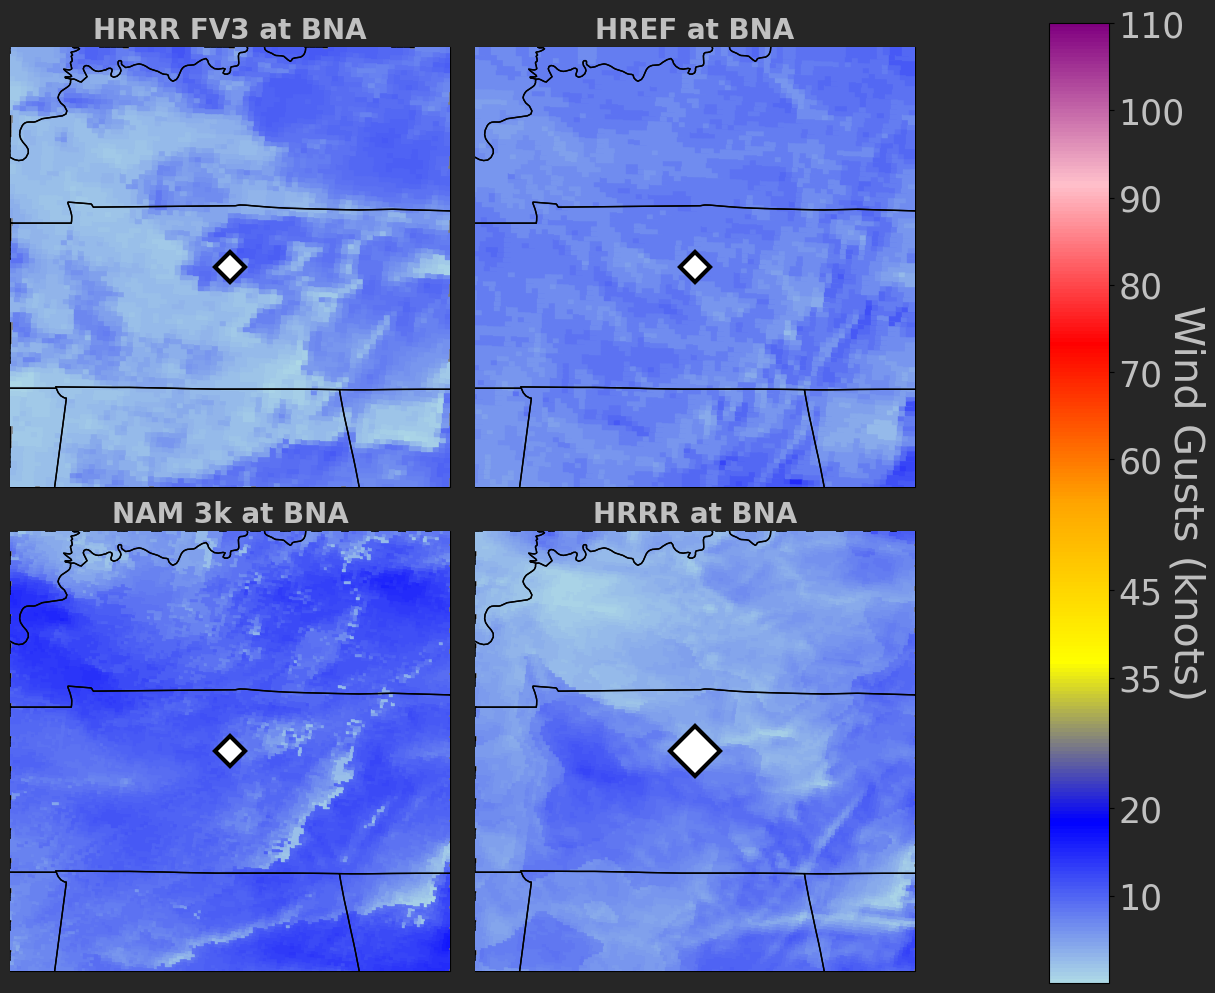 HRRR FV3 at BNA
HREF at BNA
NAM 3k at BNA
HRRR at BNA
110
100
90
80
70
60
45
35
20
10
Wind Gusts (knots)